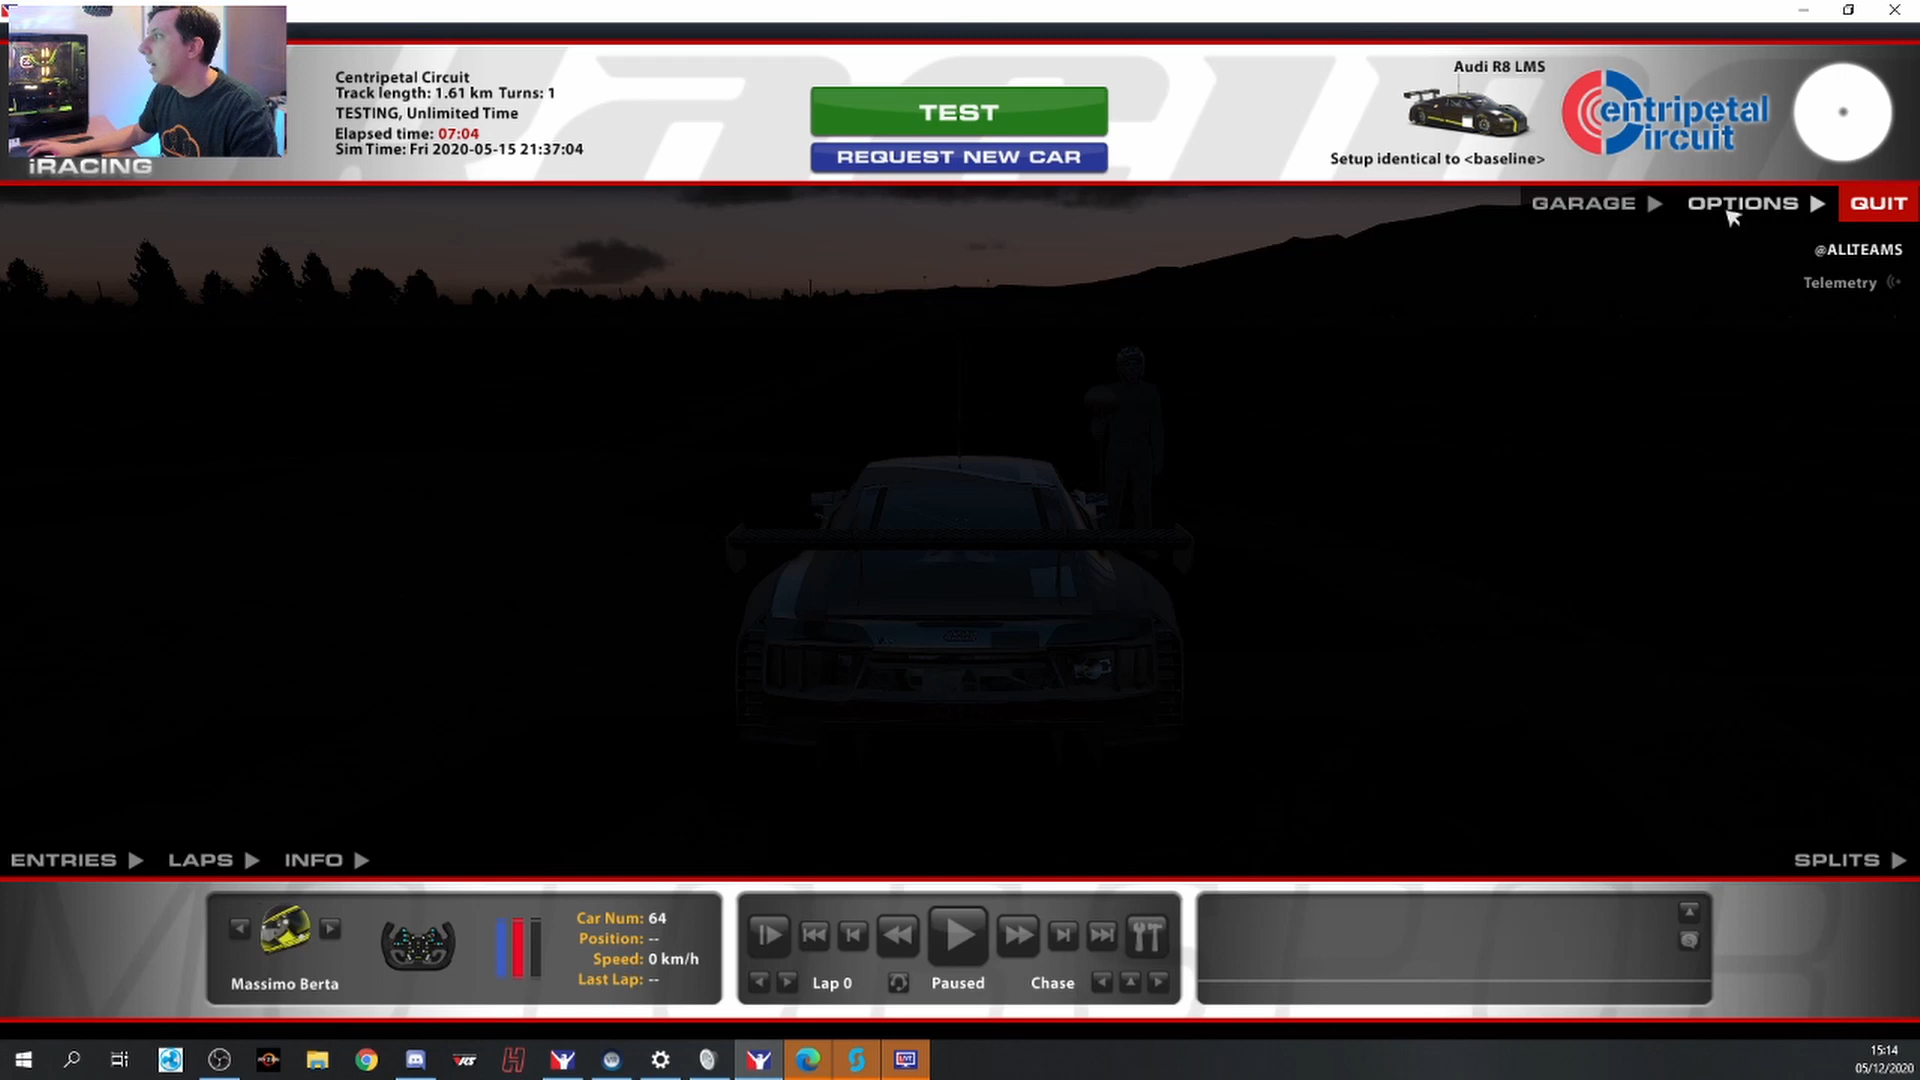 iRACING
Centripetal Circuit
Track length: 1.61 km Turns: 1
TESTING, Unlimited Time
Elapsed time: 07:04
Sim Time: Fri 2020-05-15 21:37:04
TEST
REQUEST NEW CAR
Audi R8 LMS
Setup identical to <baseline>
Centripetal
Circuit
GARAGE
OPTIONS
QUIT
@ALLTEAMS
Telemetry
ENTRIES
LAPS
INFO
SPLITS
Massimo Berta
Car Num: 64
Position: --
Speed: 0 km/h
Last Lap: --
Lap 0
Paused
Chase
15:14
05/12/2020